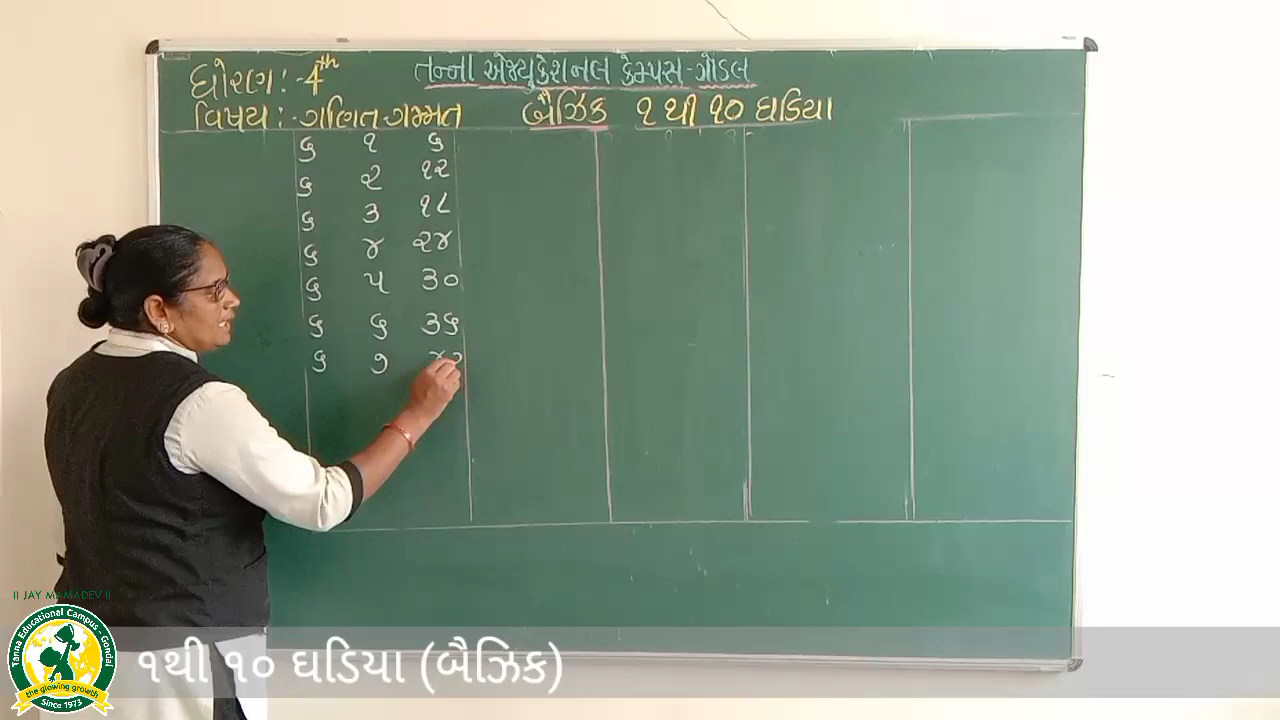 ધોરણ :- 4th
તન્ના એજ્યુકેશનલ કેમ્પસ-ગોંડલ
વિષય :- ગણિત-ગમ્મત
બૈઝિક ૧ થી ૧૦ ઘડિયા
૬ ૧ ૬
૬ ૨ ૧૨
૬ ૩ ૧૮
૬ ૪ ૨૪
૬ ૫ ૩૦
૬ ૬ ૩૬
૬ ૭ ૪૨
॥ JAY MAMADEV ॥
Tanna Educational Campus - Gondal
the glowing growth
Since 1973
૧થી ૧૦ ઘડિયા (બૈઝિક)